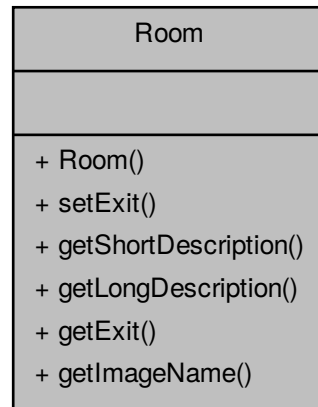 Room
+ Room()
+ setExit()
+ getShortDescription()
+ getLongDescription()
+ getExit()
+ getImageName()